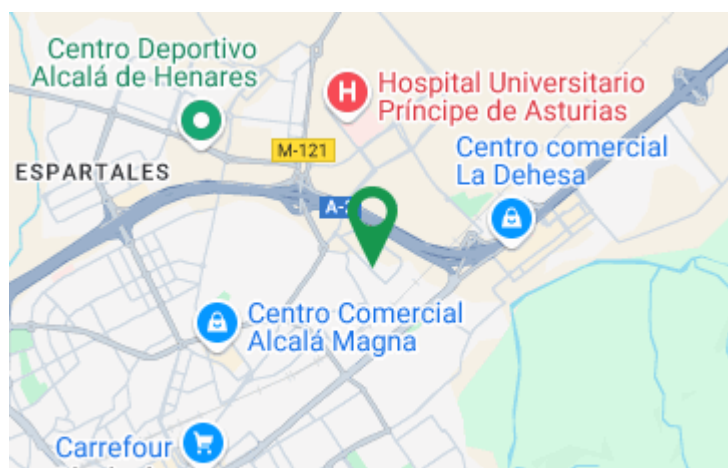 Centro Deportivo
Alcalá de Henares
Hospital Universitario
Príncipe de Asturias
M-121
Centro comercial
La Dehesa
ESPARTALES
H
Centro Comercial
Alcalá Magna
Carrefour